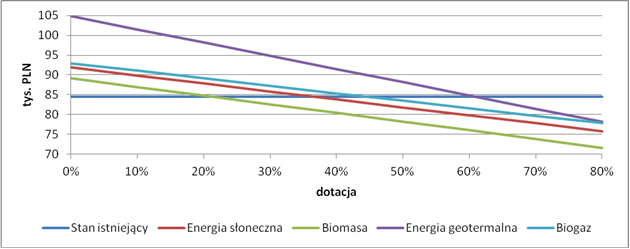 105
100
95
90
85
80
75
70
tys. PLN
0% 10% 20% 30% 40% 50% 60% 70% 80%
dotacja
Stan istniejący Energia słoneczna Biomasa Energia geotermalna Biogaz